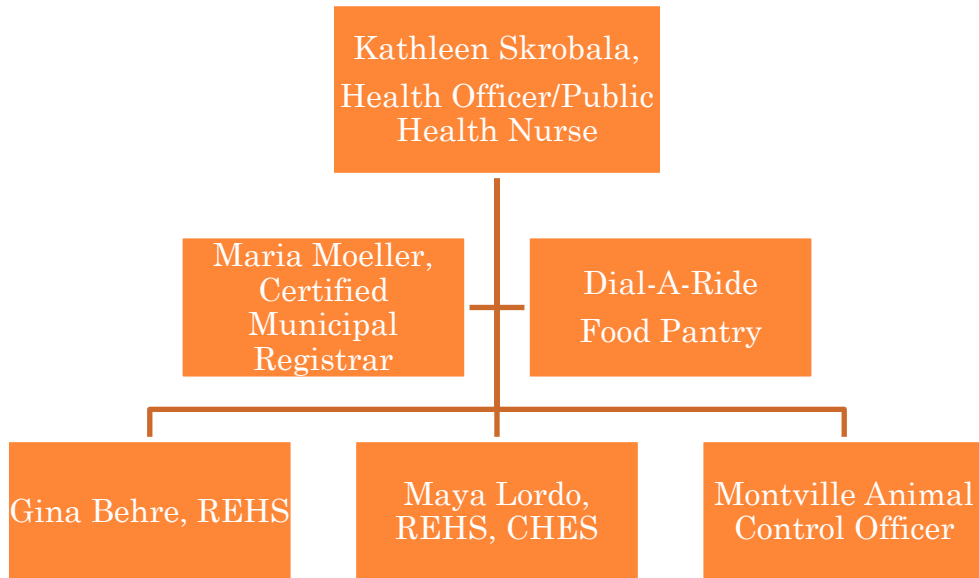 Kathleen Skrobala,
Health Officer/Public
Health Nurse
Maria Moeller,
Certified
Municipal
Registrar
Dial-A-Ride
Food Pantry
Gina Behre, REHS
Maya Lordo,
REHS, CHES
Montville Animal
Control Officer